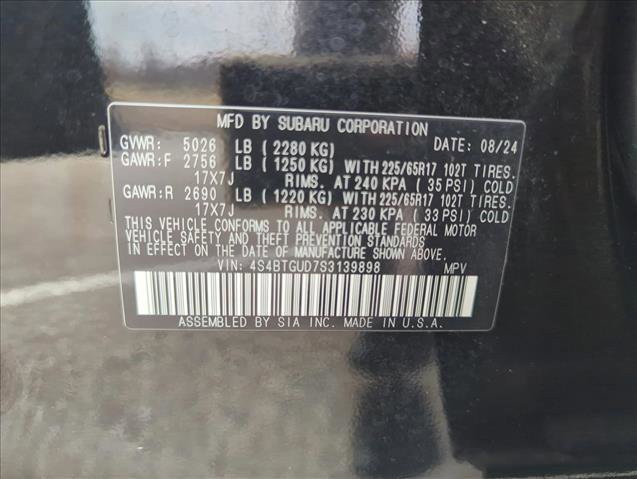 MFD BY SUBARU CORPORATION
GVWR: 5026 LB (2280 KG) DATE: 08/24
GAWR:F 2756 LB (1250 KG) WITH 225/65R17 102T TIRES.
17X7J RIMS. AT 240 KPA (35 PSI) COLD
GAWR:R 2690 LB (1220 KG) WITH 225/65R17 102T TIRES.
17X7J RIMS. AT 230 KPA (33 PSI) COLD
THIS VEHICLE CONFORMS TO ALL APPLICABLE FEDERAL MOTOR
VEHICLE SAFETY AND THEFT PREVENTION STANDARDS
IN EFFECT ON DATE OF MANUFACTURE SHOWN ABOVE.
VIN: 4S4BTGUD7S3139898 MPV
ASSEMBLED BY SIA INC. MADE IN U.S.A.